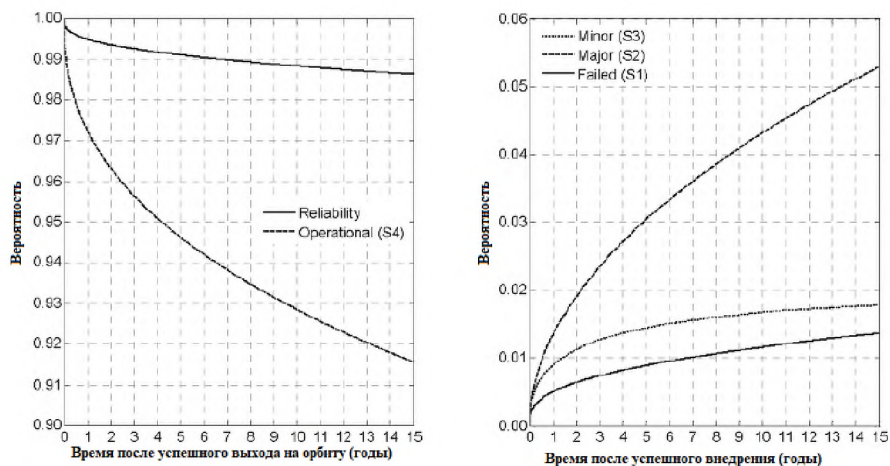 1.00
0.99
0.98
0.97
0.96
0.95
0.94
0.93
0.92
0.91
0.90
Вероятность
Reliability
Operational (S4)
0 1 2 3 4 5 6 7 8 9 10 11 12 13 14 15
Время после успешного выхода на орбиту (годы)
0.06
0.05
0.04
0.03
0.02
0.01
0.00
Вероятность
Minor (S3)
Major (S2)
Failed (S1)
0 1 2 3 4 5 6 7 8 9 10 11 12 13 14 15
Время после успешного внедрения (годы)